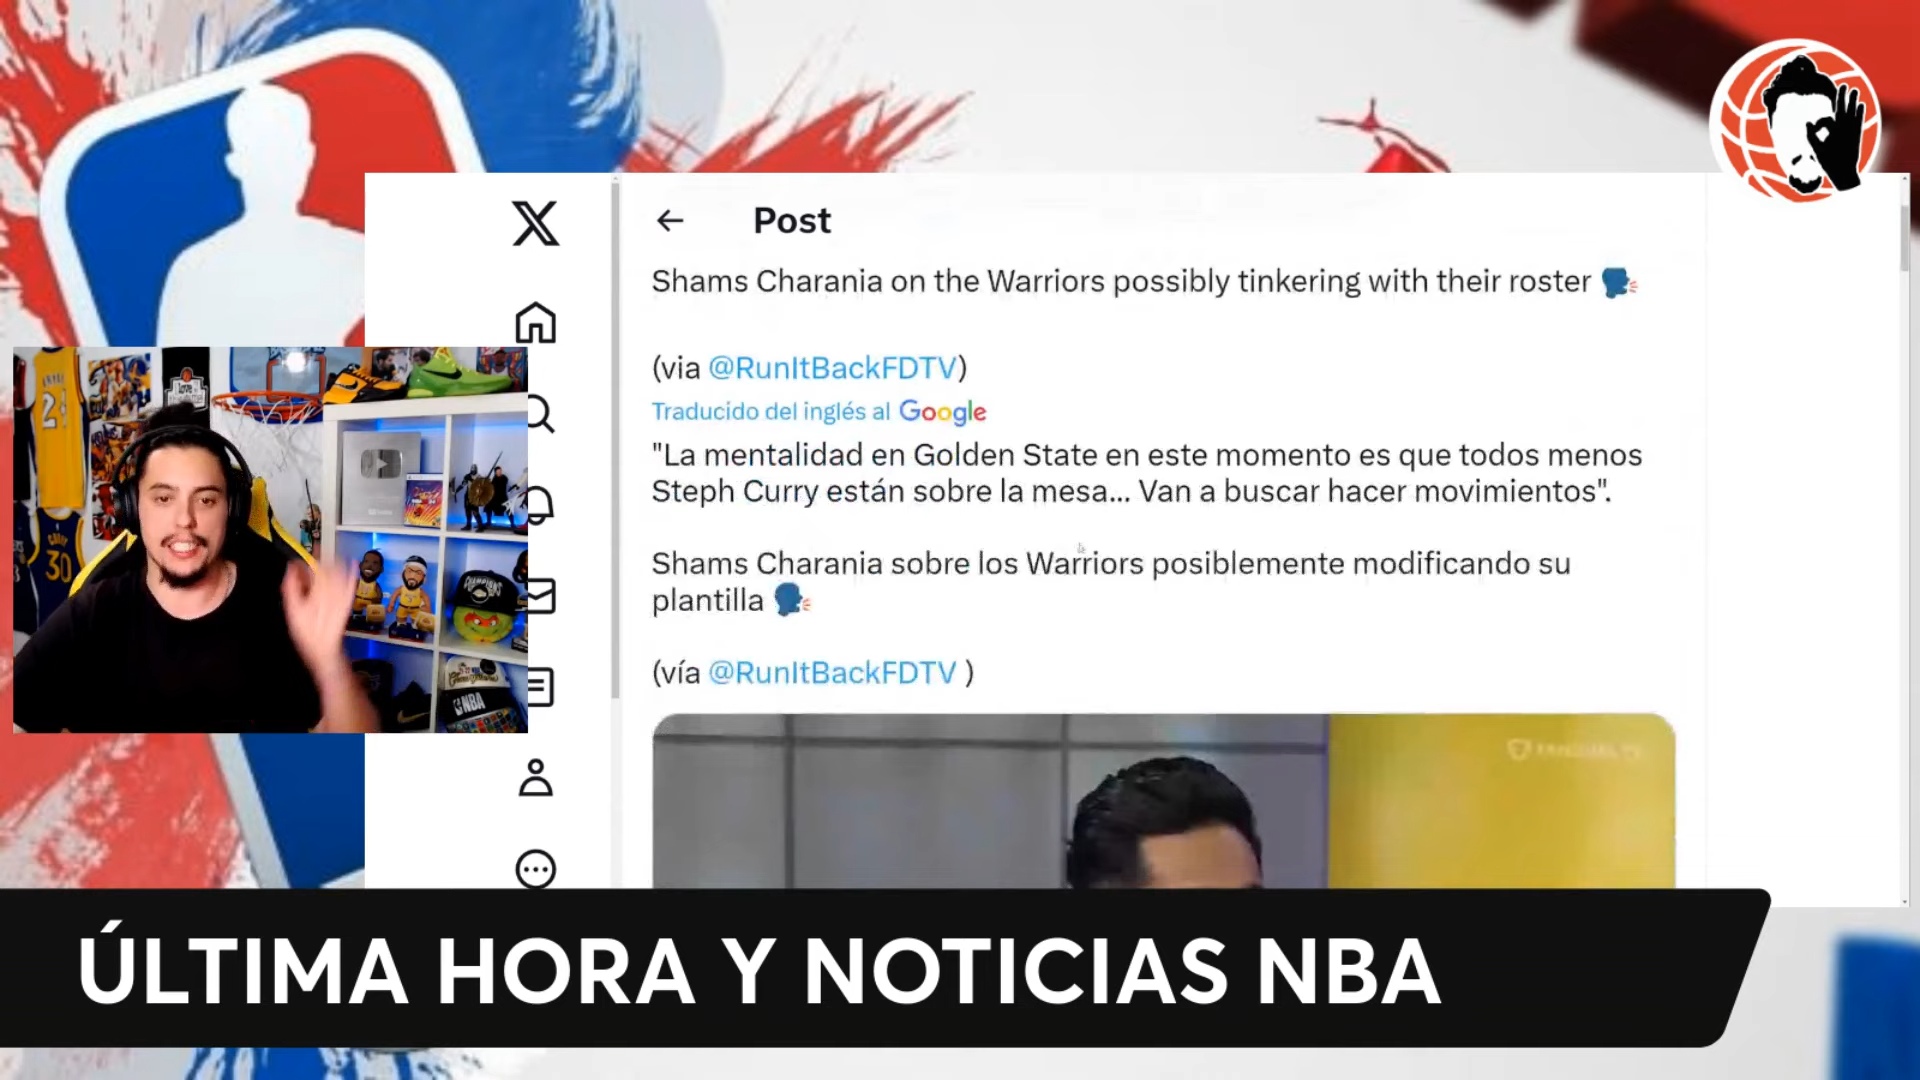 Post
Shams Charania on the Warriors possibly tinkering with their roster
(via @RunItBackFDTV)
Traducido del inglés al Google
"La mentalidad en Golden State en este momento es que todos menos
Steph Curry están sobre la mesa... Van a buscar hacer movimientos".
Shams Charania sobre los Warriors posiblemente modificando su
plantilla
(vía @RunItBackFDTV )
30
NBA
ÚLTIMA HORA Y NOTICIAS NBA